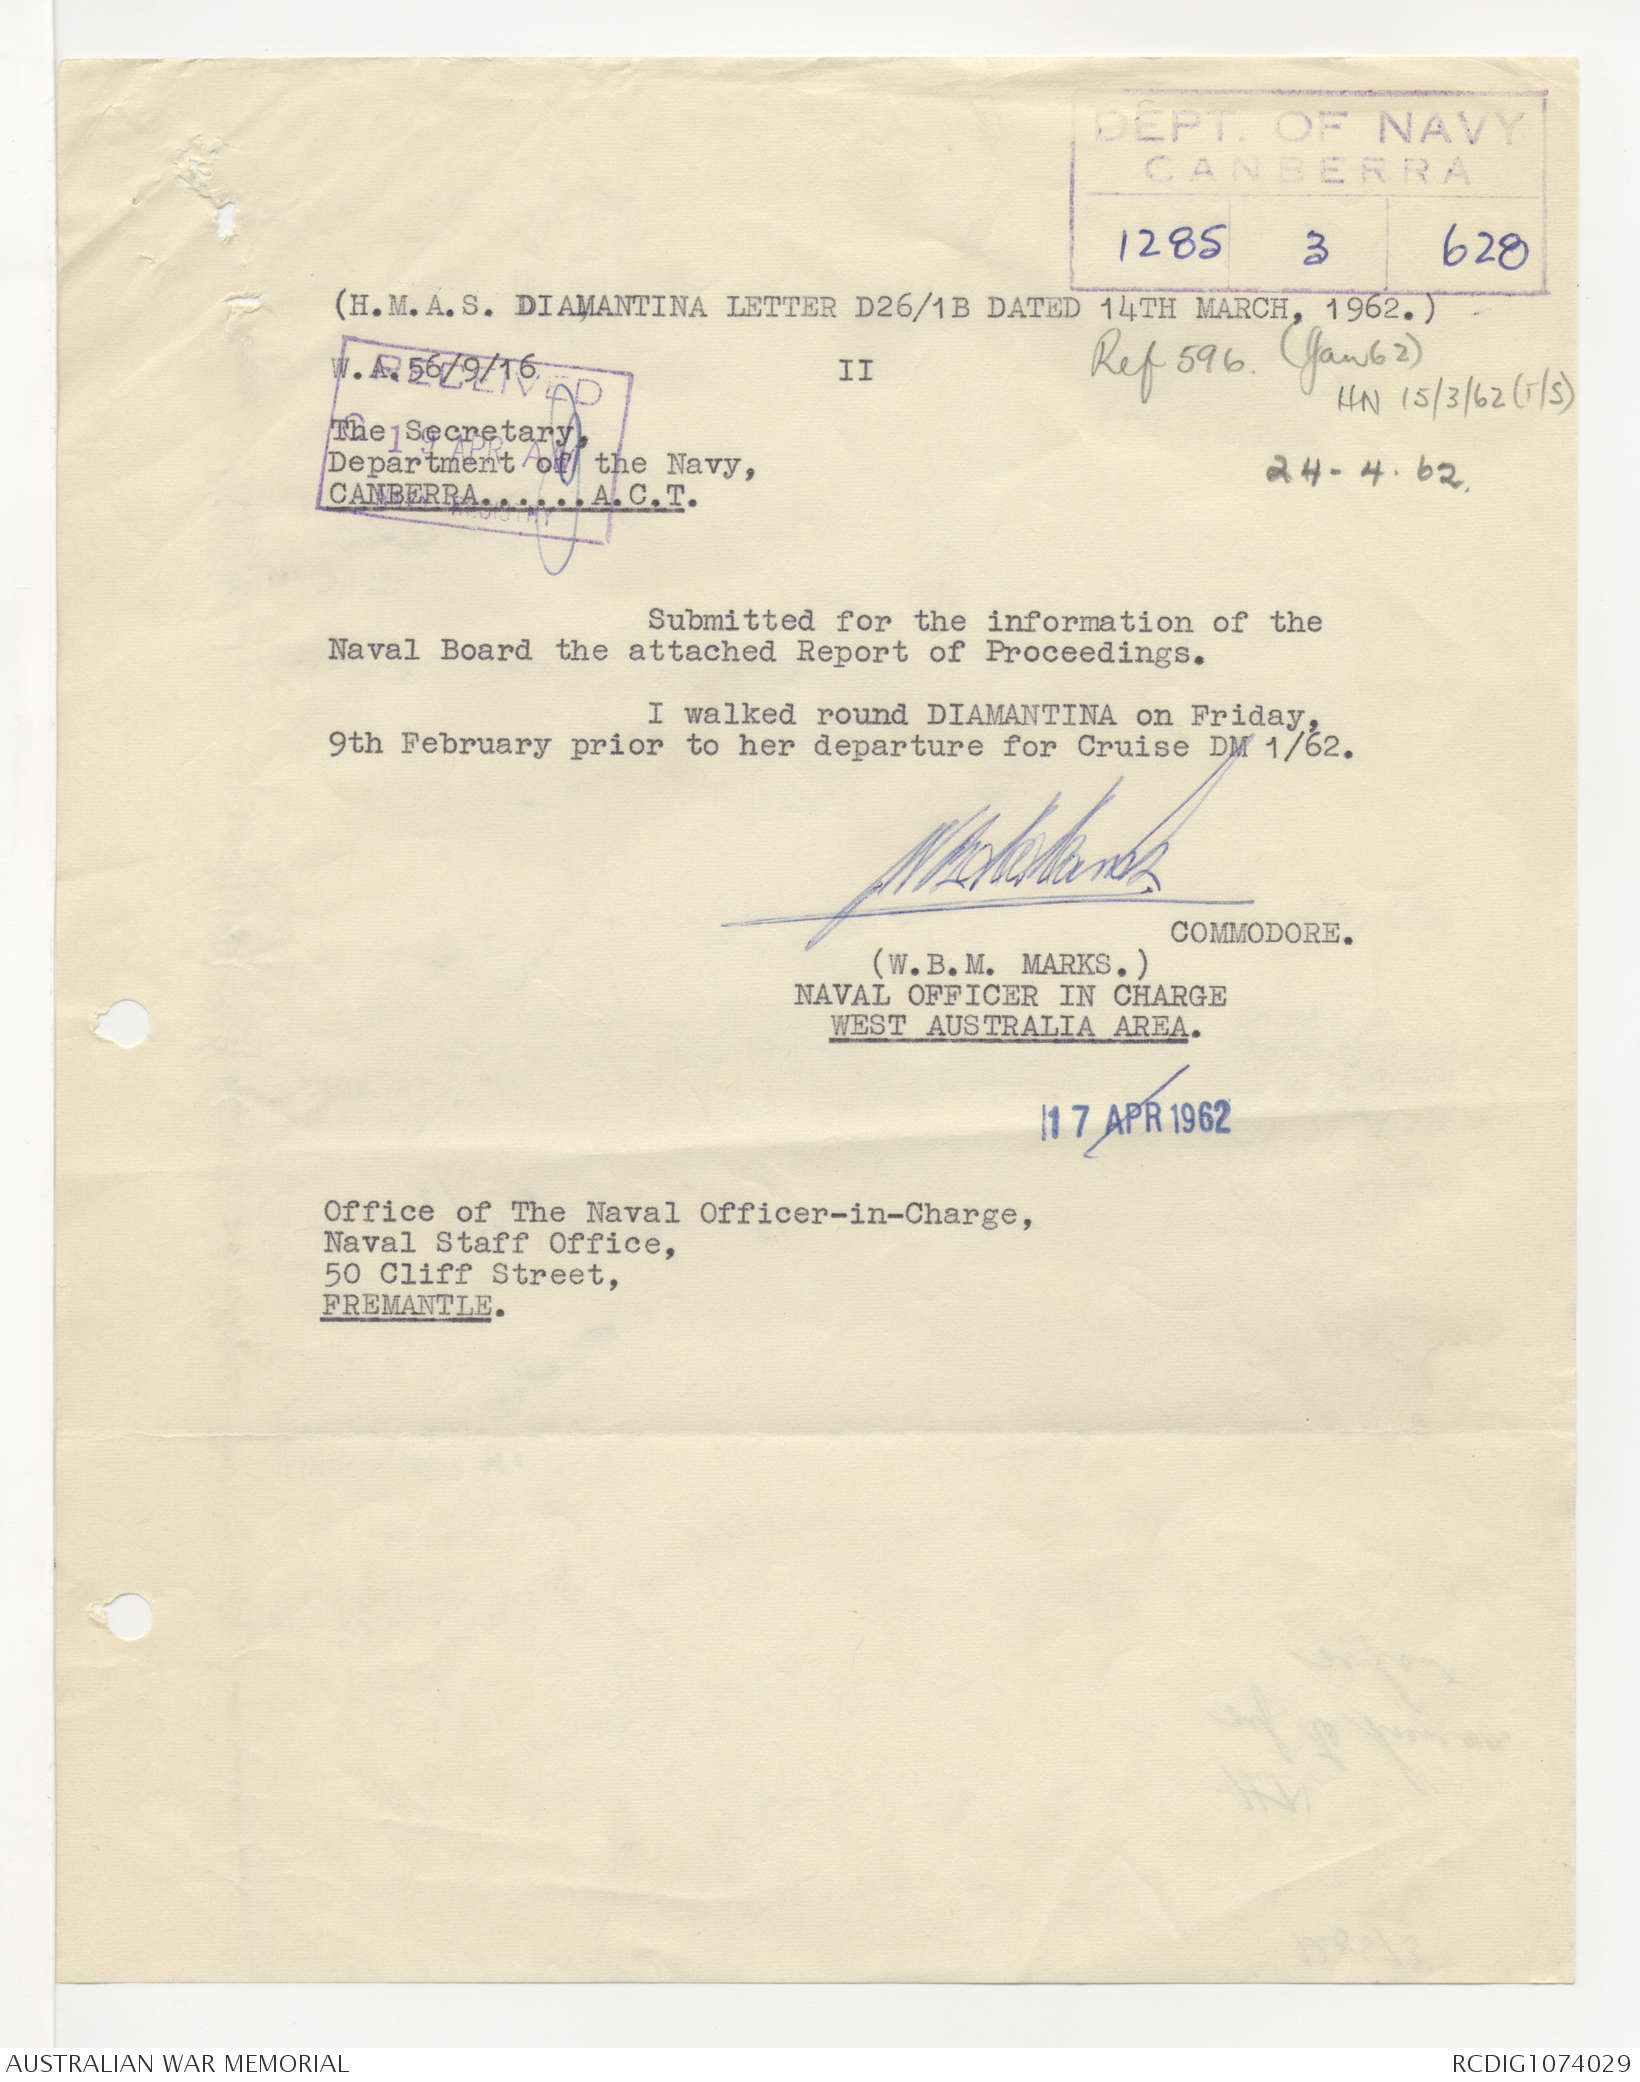 DEPT. OF NAVY
CANBERRA
1285 3 628
(H.M.A.S. DIAMANTINA LETTER D26/1B DATED 14TH MARCH, 1962.)
Ref 596. (Jan 62)
HN 15/3/62 (T/S)
W.A.56/9/16 II
RECEIVED
19 APR
REGISTRY
24-4.62.
The Secretary,
Department of the Navy,
CANBERRA......A.C.T.
Submitted for the information of the
Naval Board the attached Report of Proceedings.
I walked round DIAMANTINA on Friday,
9th February prior to her departure for Cruise DM 1/62.
COMMODORE.
(W.B.M. MARKS.)
NAVAL OFFICER IN CHARGE
WEST AUSTRALIA AREA.
17 APR 1962
Office of The Naval Officer-in-Charge,
Naval Staff Office,
50 Cliff Street,
FREMANTLE.
AUSTRALIAN WAR MEMORIAL
RCDIG1074029